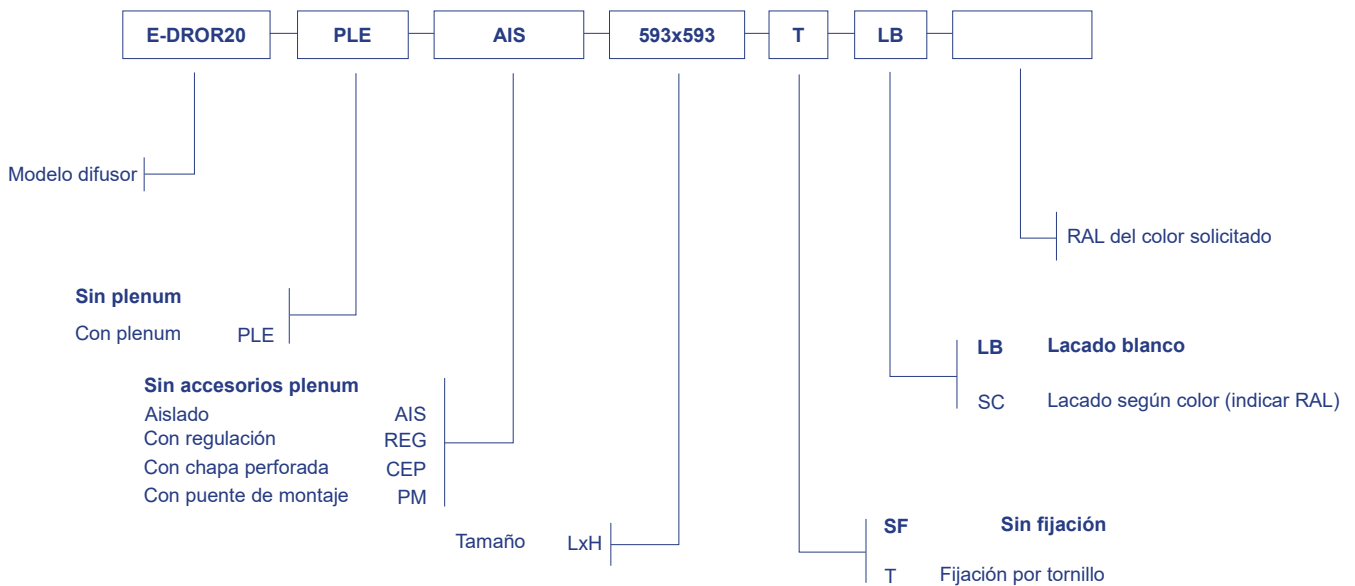 E-DROR20 PLE AIS 593x593 T LB
Modelo difusor
RAL del color solicitado
Sin plenum
Con plenum PLE
LB Lacado blanco
SC Lacado según color (indicar RAL)
Sin accesorios plenum
Aislado AIS
Con regulación REG
Con chapa perforada CEP
Con puente de montaje PM
Tamaño LxH
SF Sin fijación
T Fijación por tornillo